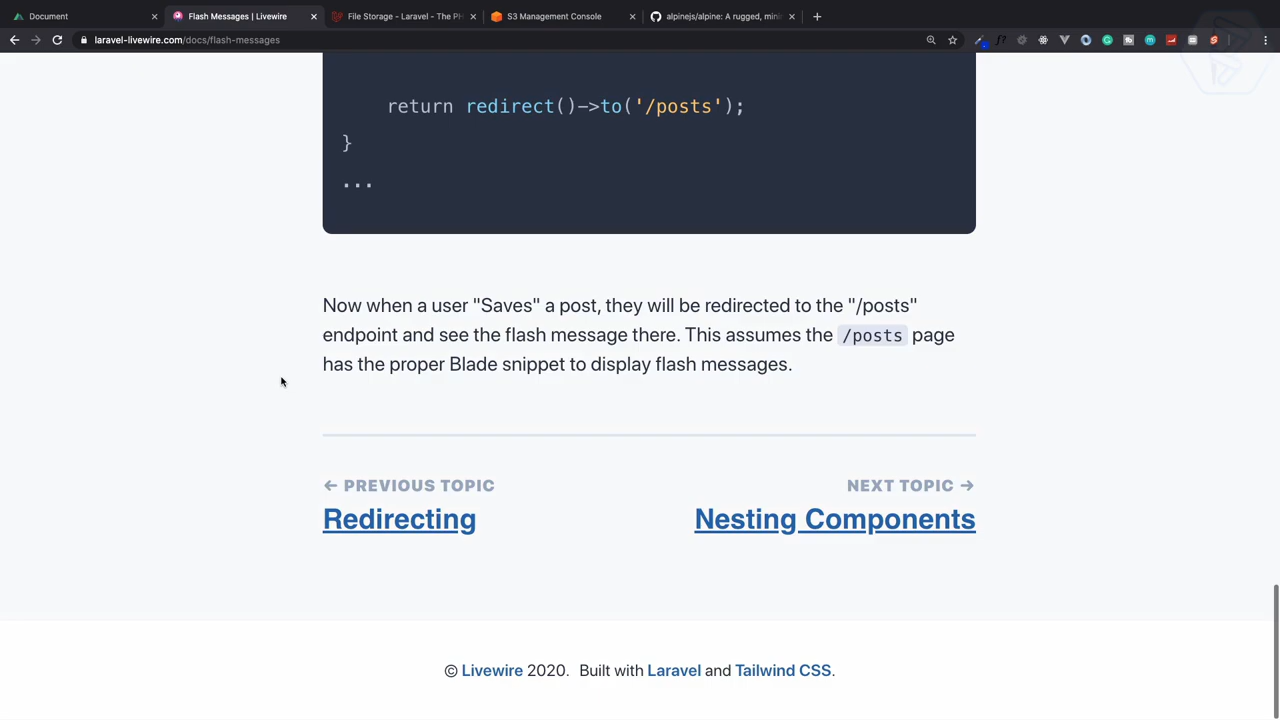 Document
Flash Messages | Livewire
File Storage - Laravel - The PH
S3 Management Console
alpinejs/alpine: A rugged, mini
laravel-livewire.com/docs/flash-messages
return redirect()->to('/posts');
}
...
Now when a user "Saves" a post, they will be redirected to the "/posts"
endpoint and see the flash message there. This assumes the /posts page
has the proper Blade snippet to display flash messages.
← PREVIOUS TOPIC
Redirecting
NEXT TOPIC →
Nesting Components
© Livewire 2020. Built with Laravel and Tailwind CSS.